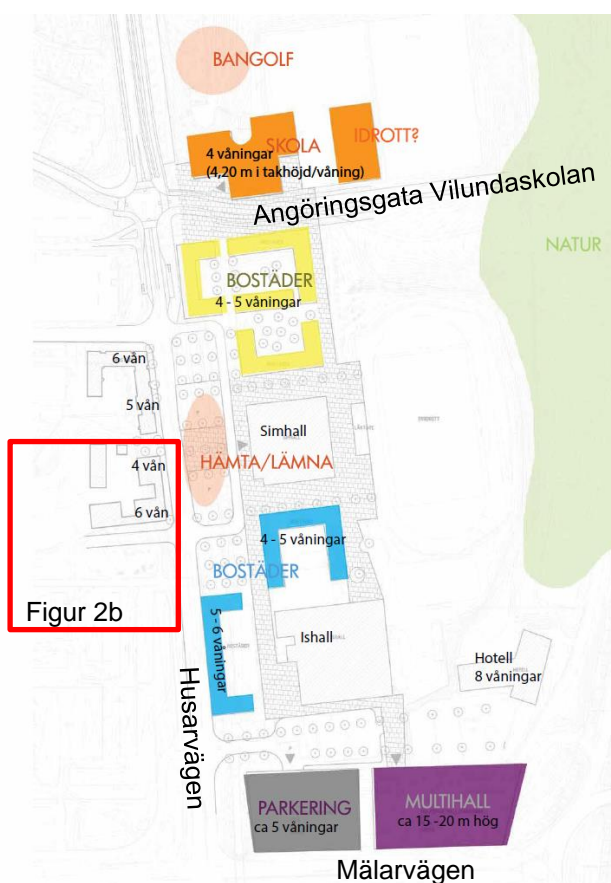 BANGOLF
SKOLA
IDROTT?
4 våningar
(4,20 m i takhöjd/våning)
Angöringsgata Vilundaskolan
NATUR
BOSTÄDER
4 - 5 våningar
6 vån
5 vån
Simhall
4 vån
HÄMTA/LÄMNA
6 vån
4 - 5 våningar
BOSTÄDER
Figur 2b
5 - 6 våningar
Ishall
Hotell
8 våningar
Husarvägen
PARKERING
ca 5 våningar
MULTIHALL
ca 15 -20 m hög
Mälarvägen